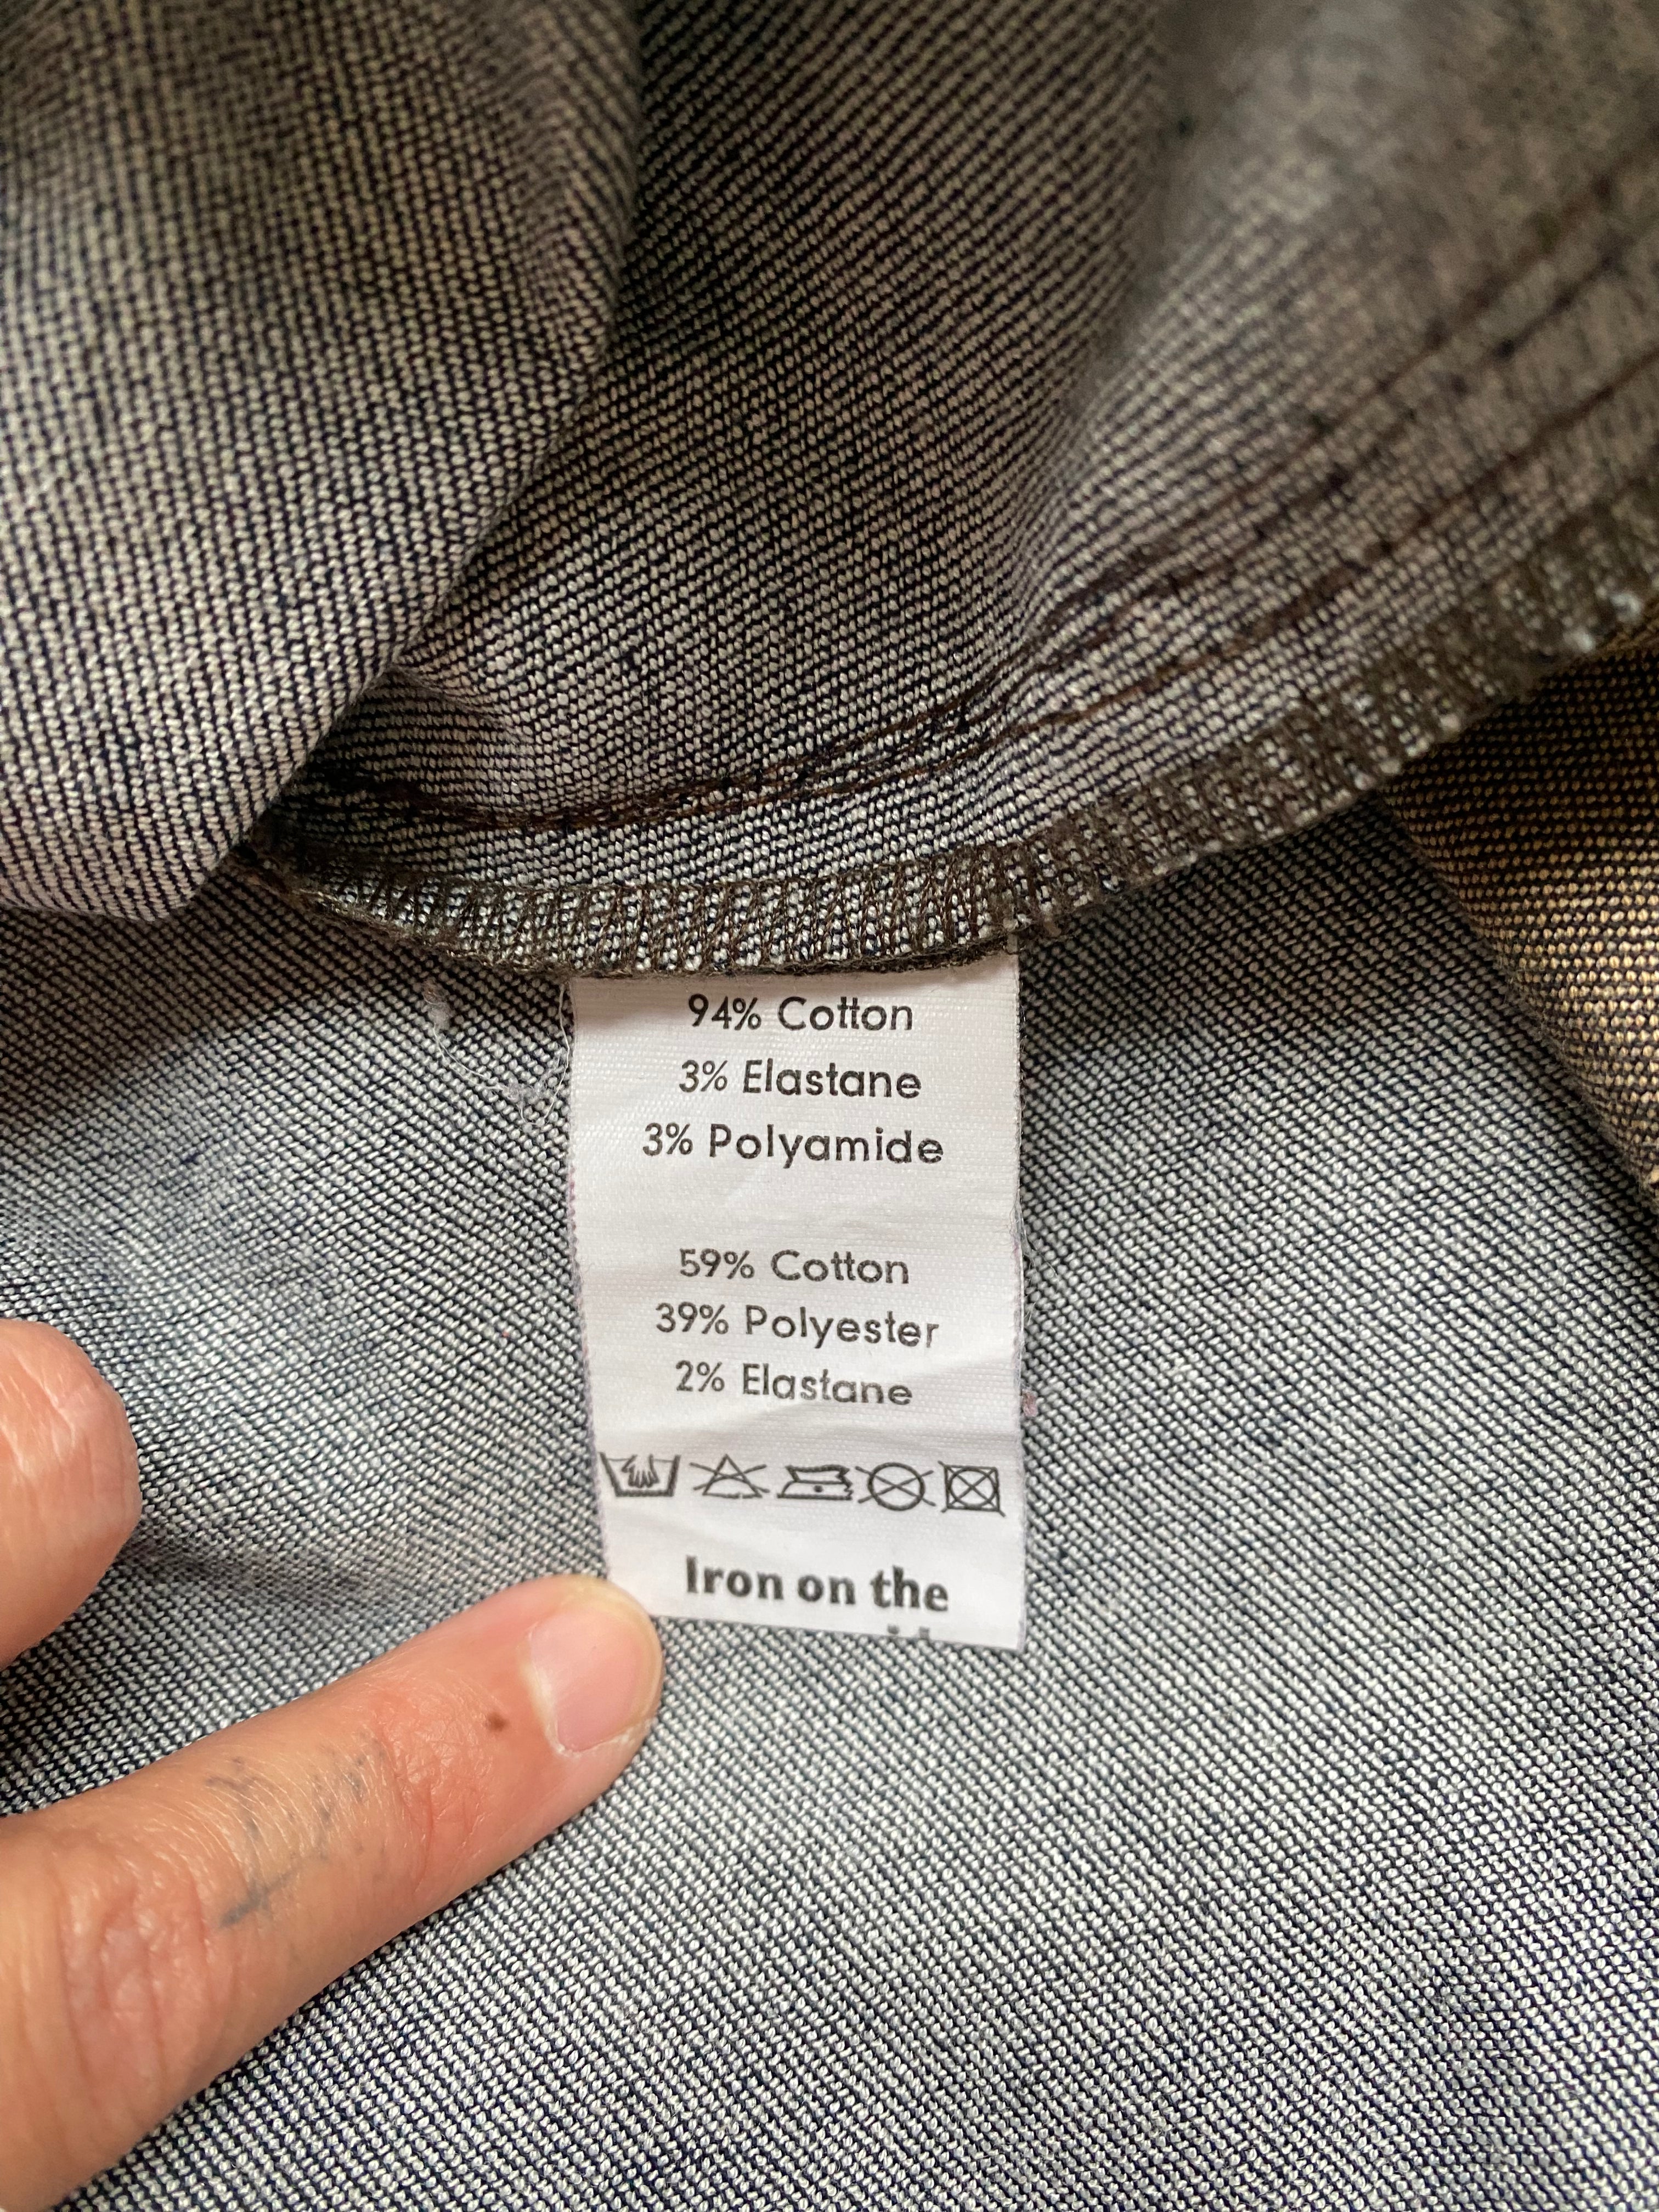 94% Cotton
3% Elastane
3% Polyamide
59% Cotton
39% Polyester
2% Elastane
Iron on the